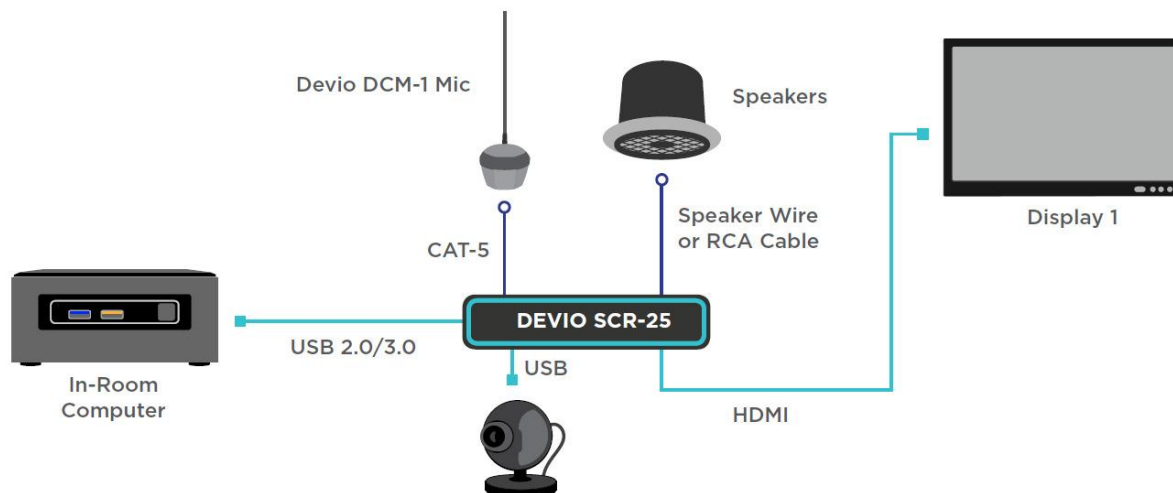 Devio DCM-1 Mic
Speakers
Display 1
CAT-5
Speaker Wire
or RCA Cable
DEVIO SCR-25
USB 2.0/3.0
USB
In-Room
Computer
HDMI